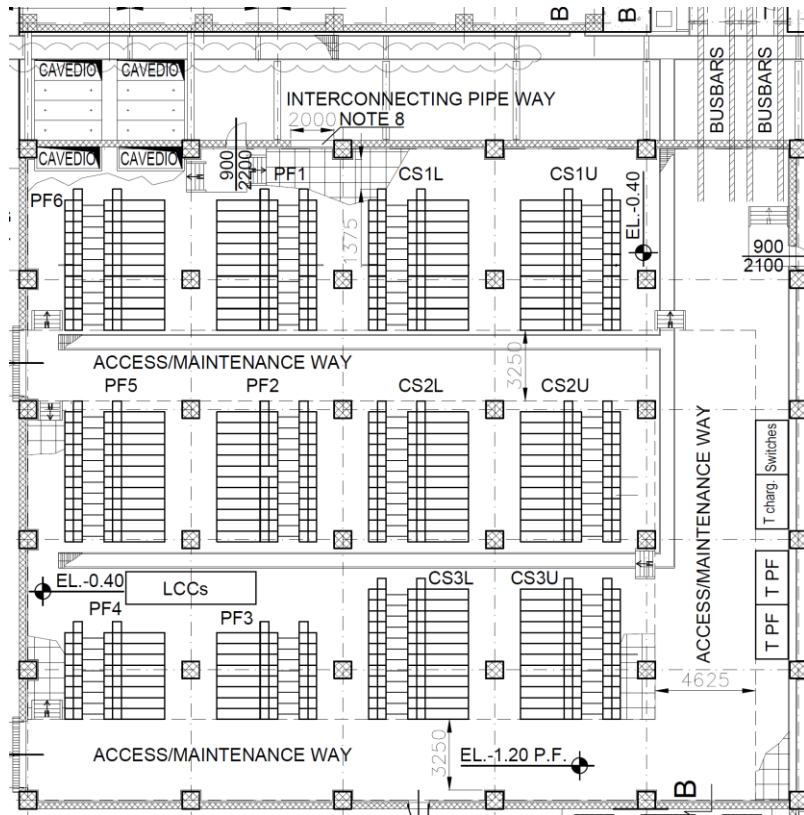 B
B
CAVEDIO
CAVEDIO
BUSBARS
BUSBARS
INTERCONNECTING PIPE WAY
2000
NOTE 8
CAVEDIO
CAVEDIO
900
2200
PF1
CS1L
CS1U
PF6
1375
EL.-0.40
900
2100
ACCESS/MAINTENANCE WAY
3250
PF5
PF2
CS2L
CS2U
ACCESS/MAINTENANCE WAY
Switches
T charg.
EL.-0.40
LCCs
CS3L
CS3U
PF4
PF3
T PF
T PF
4625
ACCESS/MAINTENANCE WAY
3250
EL.-1.20 P.F.
B